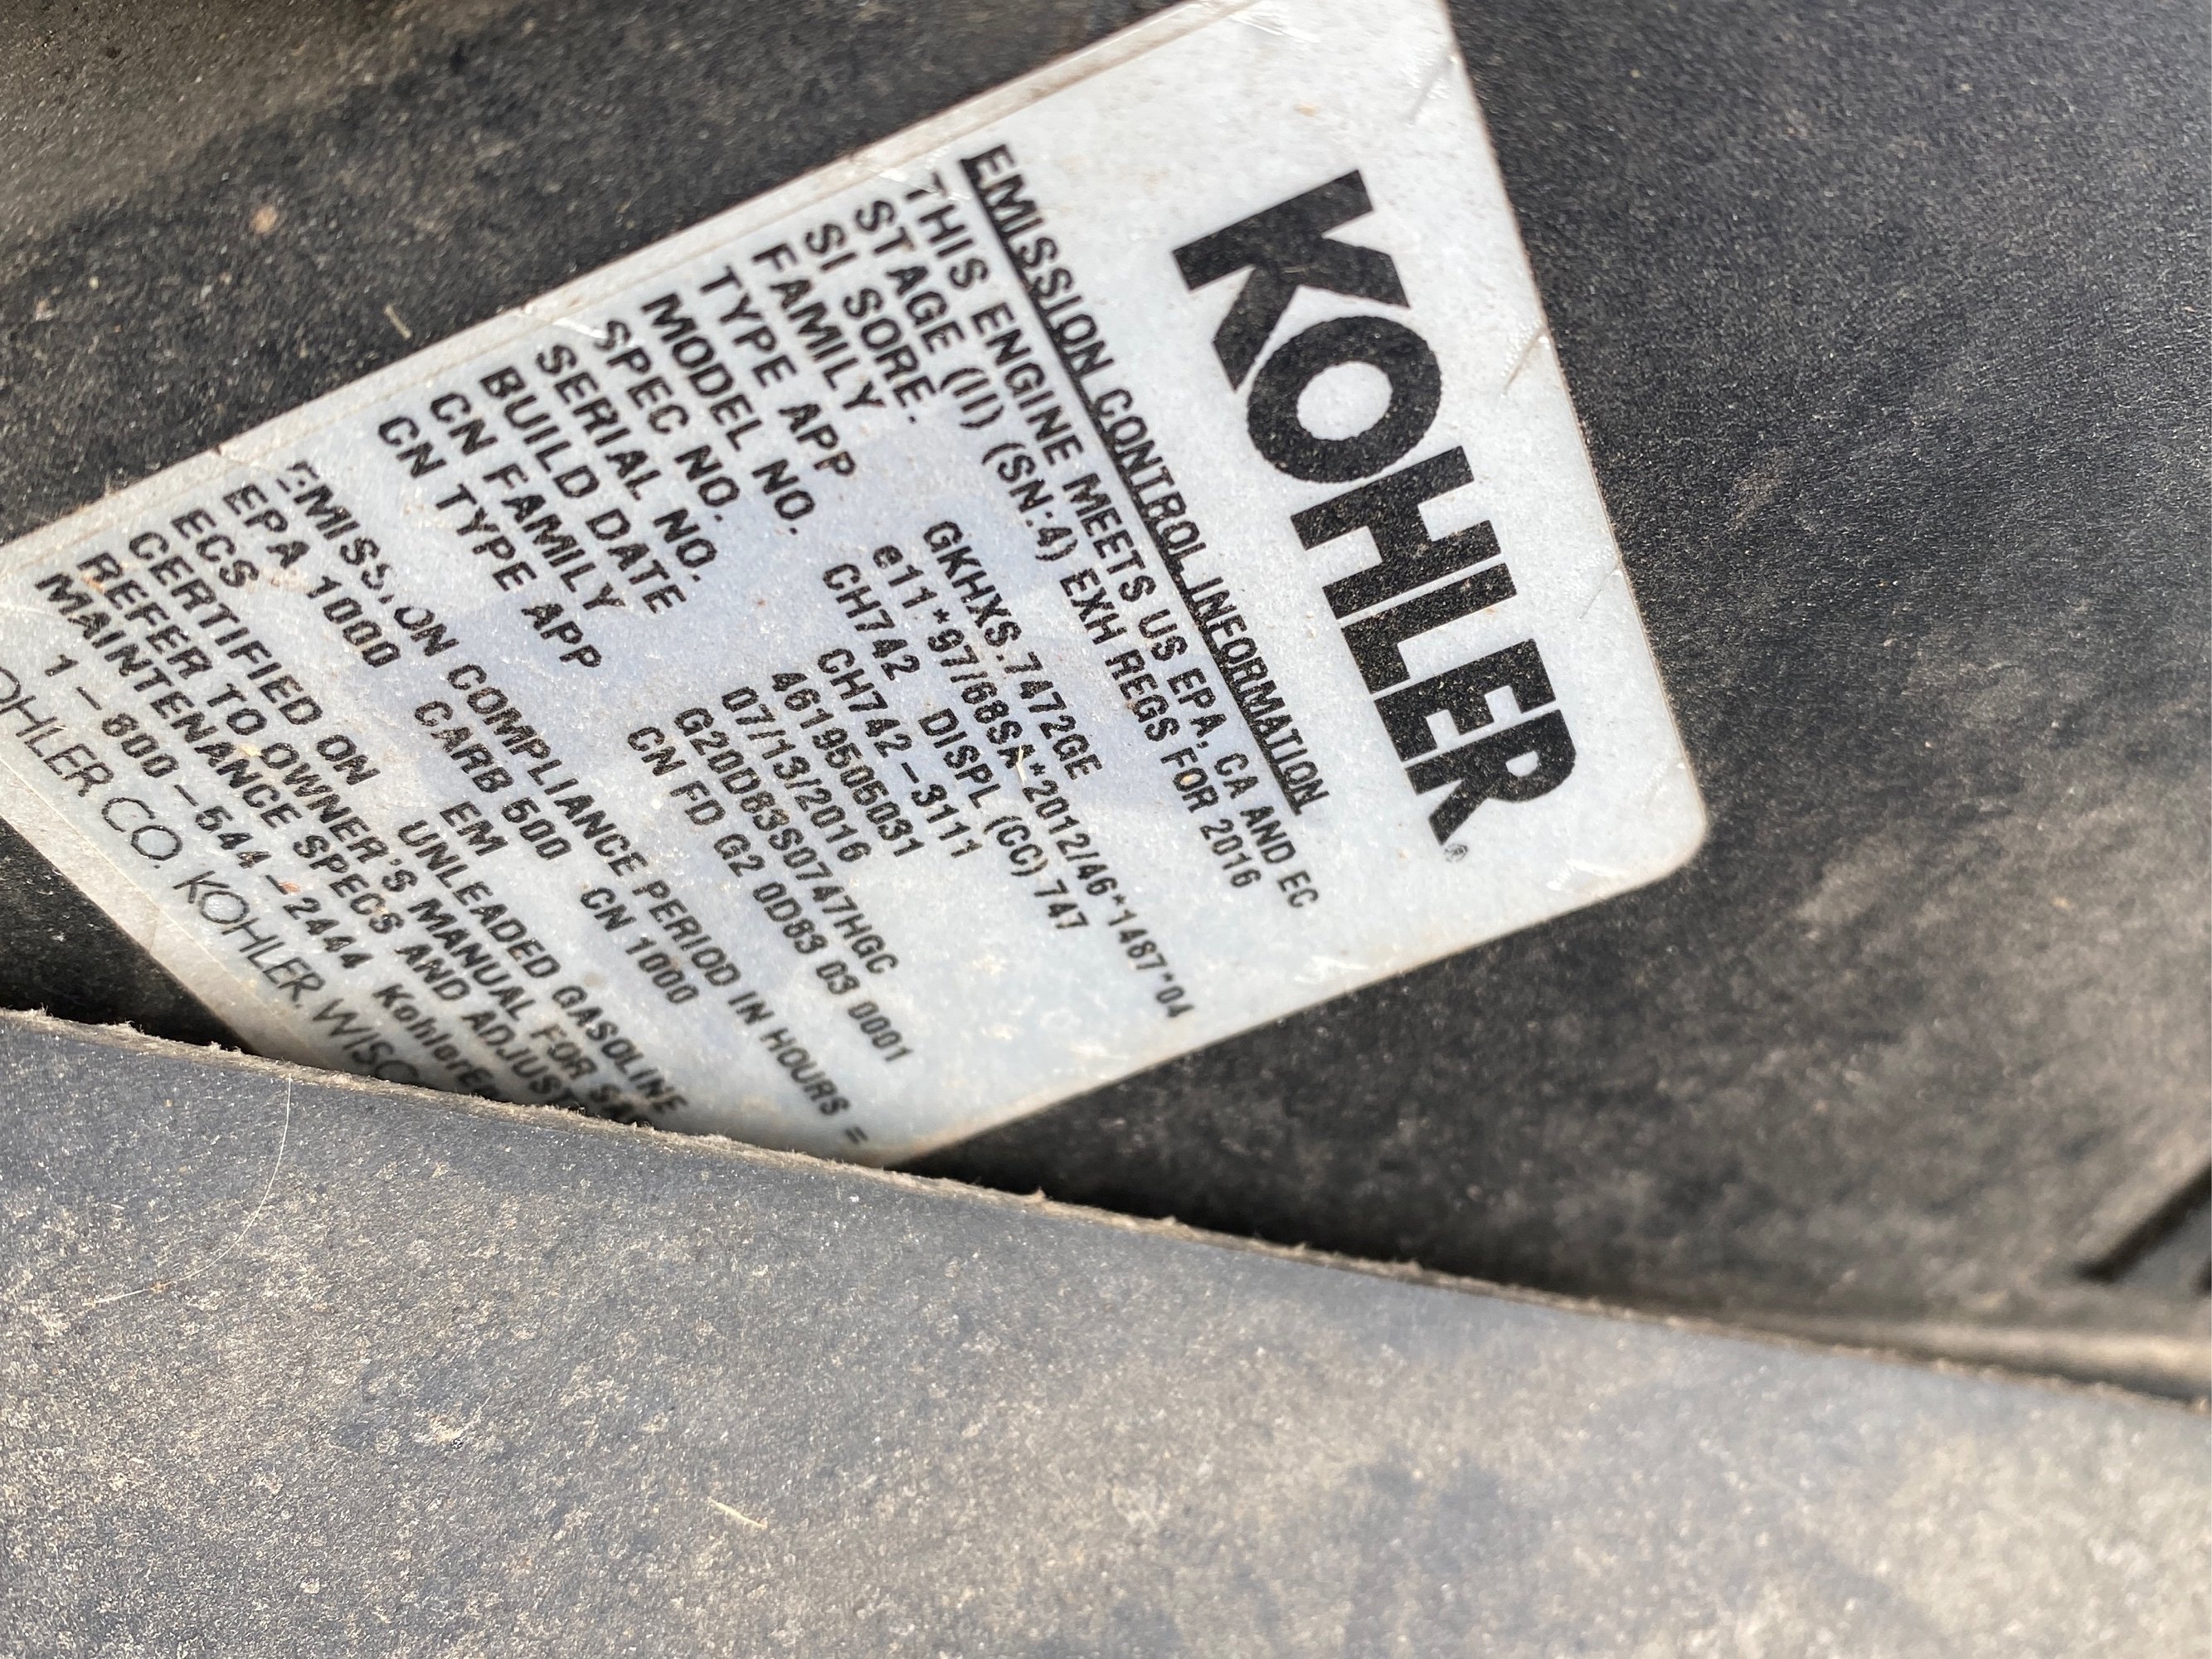 KOHLER®
EMISSION CONTROL INFORMATION
THIS ENGINE MEETS US EPA, CA AND EC
STAGE (II) (SN:4) EXH REGS FOR 2016
SI SORE.
FAMILY GKHXS.7472GE
TYPE APP e11*97/68SA*2012/46*1487*04
MODEL NO. CH742 DISPL (CC) 747
SPEC NO. CH742-3111
SERIAL NO. 4619506031
BUILD DATE 07/13/2016
CN FAMILY G20D83S0747HGC
CN TYPE APP CN FD G2 0D83 03 0001
EMISSION COMPLIANCE PERIOD IN HOURS =
EPA 1000 CARB 500 CN 1000
ECS EM
CERTIFIED ON UNLEADED GASOLINE
REFER TO OWNER'S MANUAL FOR
MAINTENANCE SPECS AND
1-800-544-2444
KOHLER CO. KOHLER,